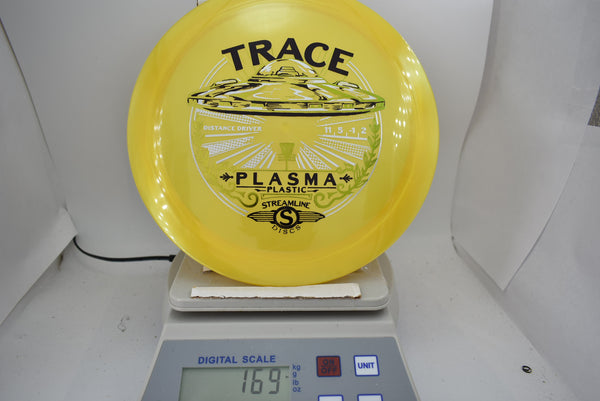 TRACE
DISTANCE DRIVER
11, 5, -1, 2
PLASMA
PLASTIC
STREAMLINE
S
DISCS
DIGITAL SCALE
kg
g
lb
oz
169
ON
OFF
UNIT